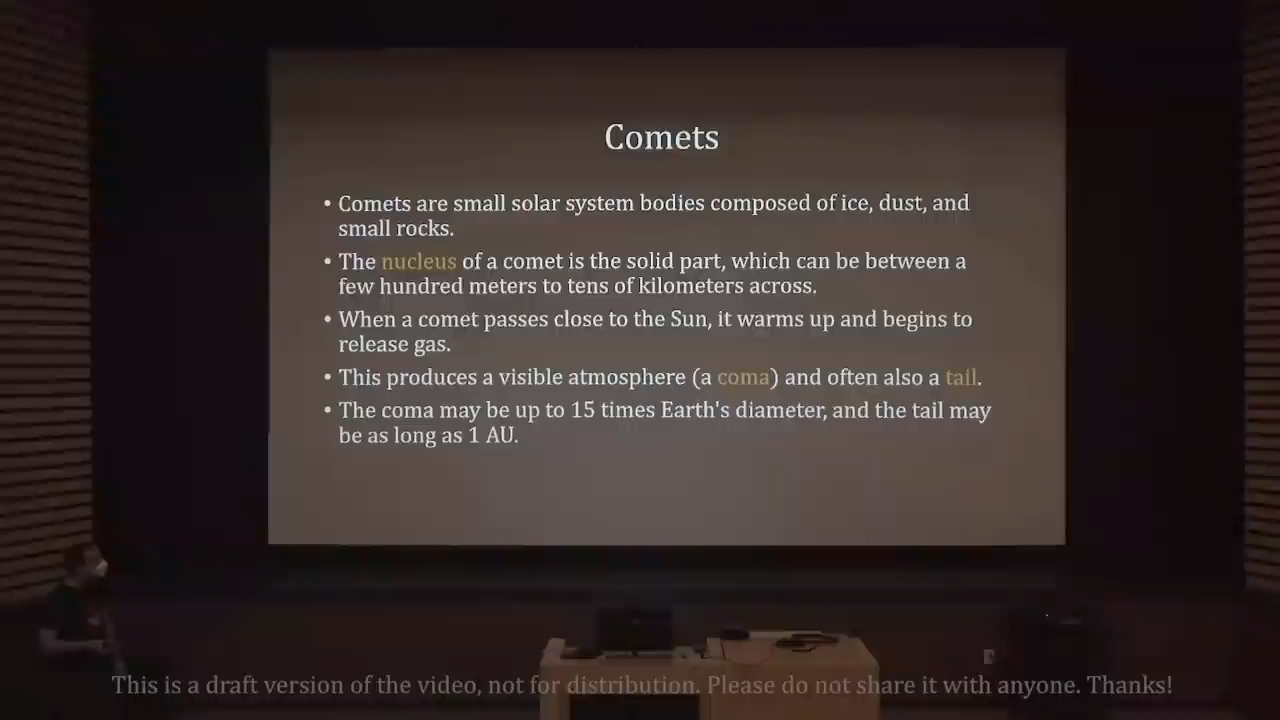 Comets
• Comets are small solar system bodies composed of ice, dust, and
small rocks.
• The nucleus of a comet is the solid part, which can be between a
few hundred meters to tens of kilometers across.
• When a comet passes close to the Sun, it warms up and begins to
release gas.
• This produces a visible atmosphere (a coma) and often also a tail.
• The coma may be up to 15 times Earth's diameter, and the tail may
be as long as 1 AU.
This is a draft version of the video, not for distribution. Please do not share it with anyone. Thanks!